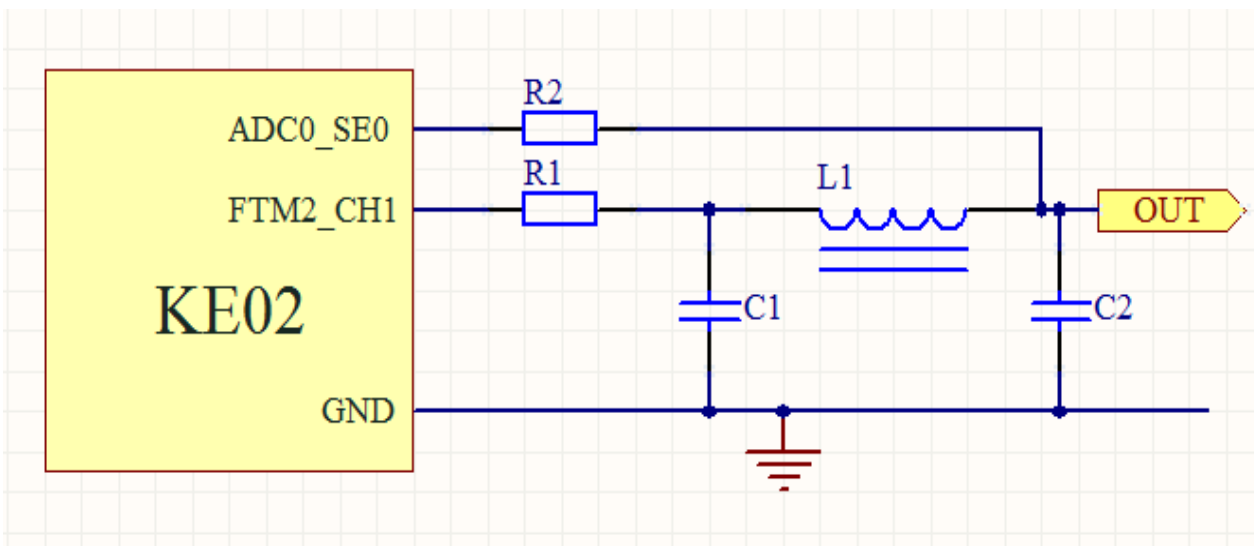 R2
ADC0_SE0
R1
L1
FTM2_CH1
OUT
KE02
C1
C2
GND